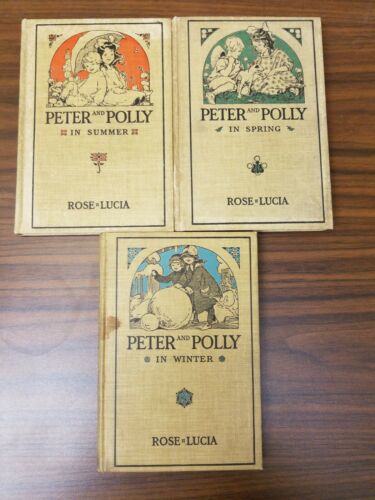 PETER AND POLLY
IN SUMMER
ROSE LUCIA
PETER AND POLLY
IN SPRING
ROSE LUCIA
PETER AND POLLY
IN WINTER
ROSE LUCIA